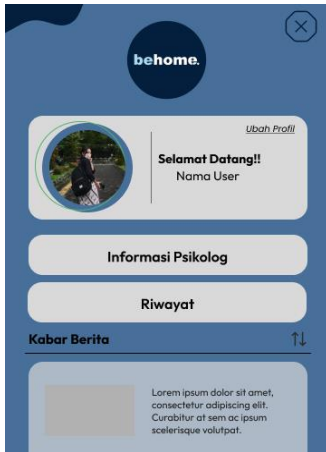 behome.
Ubah Profil
Selamat Datang!!
Nama User
Informasi Psikolog
Riwayat
Kabar Berita
Lorem ipsum dolor sit amet,
consectetur adipiscing elit.
Curabitur at sem ac ipsum
scelerisque volutpat.